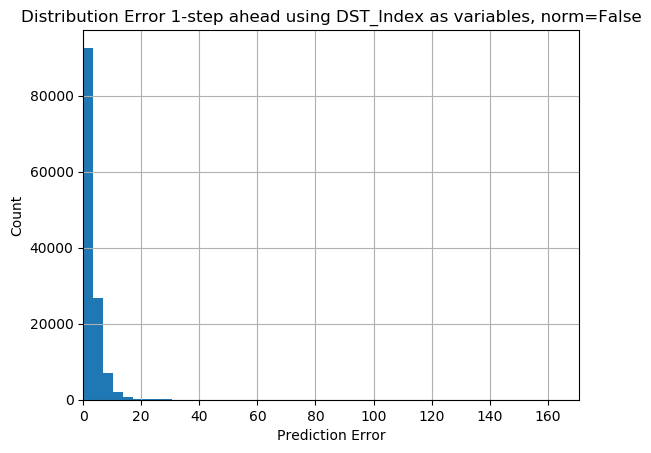 Distribution Error 1-step ahead using DST_Index as variables, norm=False
80000
60000
40000
20000
0
Count
0 20 40 60 80 100 120 140 160
Prediction Error